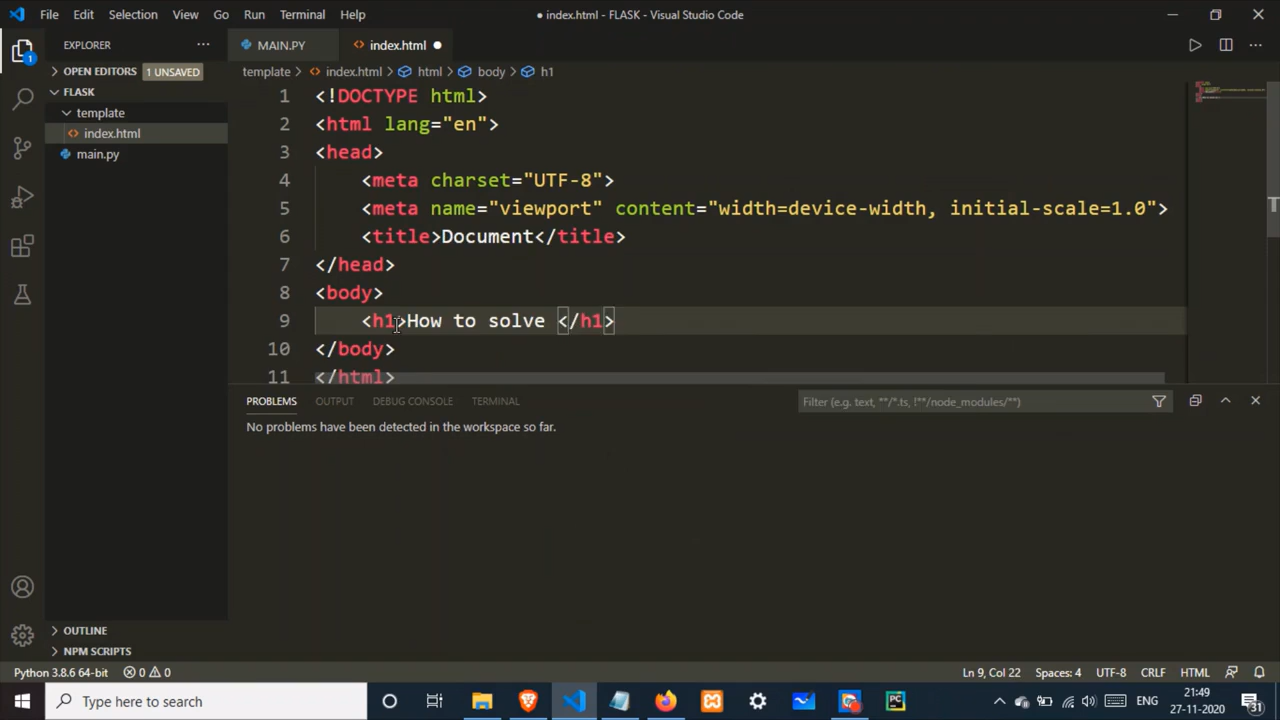 File Edit Selection View Go Run Terminal Help
● index.html - FLASK - Visual Studio Code
EXPLORER
MAIN.PY
index.html
OPEN EDITORS 1 UNSAVED
template > index.html > html > body > h1
FLASK
template
index.html
main.py
1 <!DOCTYPE html>
2 <html lang="en">
3 <head>
4 <meta charset="UTF-8">
5 <meta name="viewport" content="width=device-width, initial-scale=1.0">
6 <title>Document</title>
7 </head>
8 <body>
9 <h1>How to solve </h1>
10 </body>
11 </html>
PROBLEMS OUTPUT DEBUG CONSOLE TERMINAL
Filter (e.g. text, **/*.ts, !**/node_modules/**)
No problems have been detected in the workspace so far.
OUTLINE
NPM SCRIPTS
Python 3.8.6 64-bit 0 0
Ln 9, Col 22 Spaces: 4 UTF-8 CRLF HTML
Type here to search
ENG
21:49
27-11-2020
1
PC
31